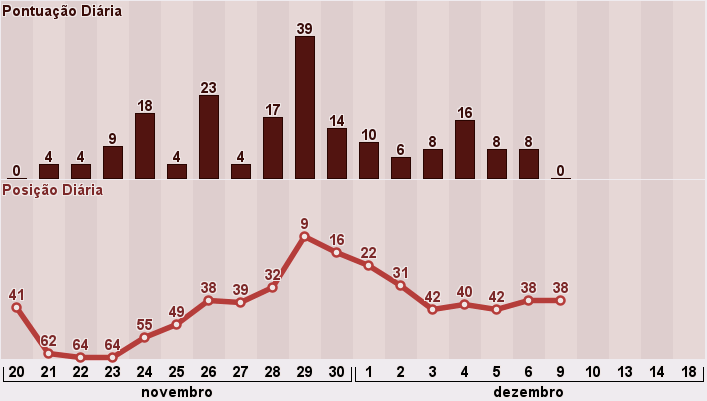 Pontuação Diária
0 4 4 9 18 4 23 4 17 39 14 10 6 8 16 8 8 0
Posição Diária
41 62 64 64 55 49 38 39 32 9 16 22 31 42 40 42 38 38
20 21 22 23 24 25 26 27 28 29 30 1 2 3 4 5 6 9 10 13 14 18
novembro dezembro